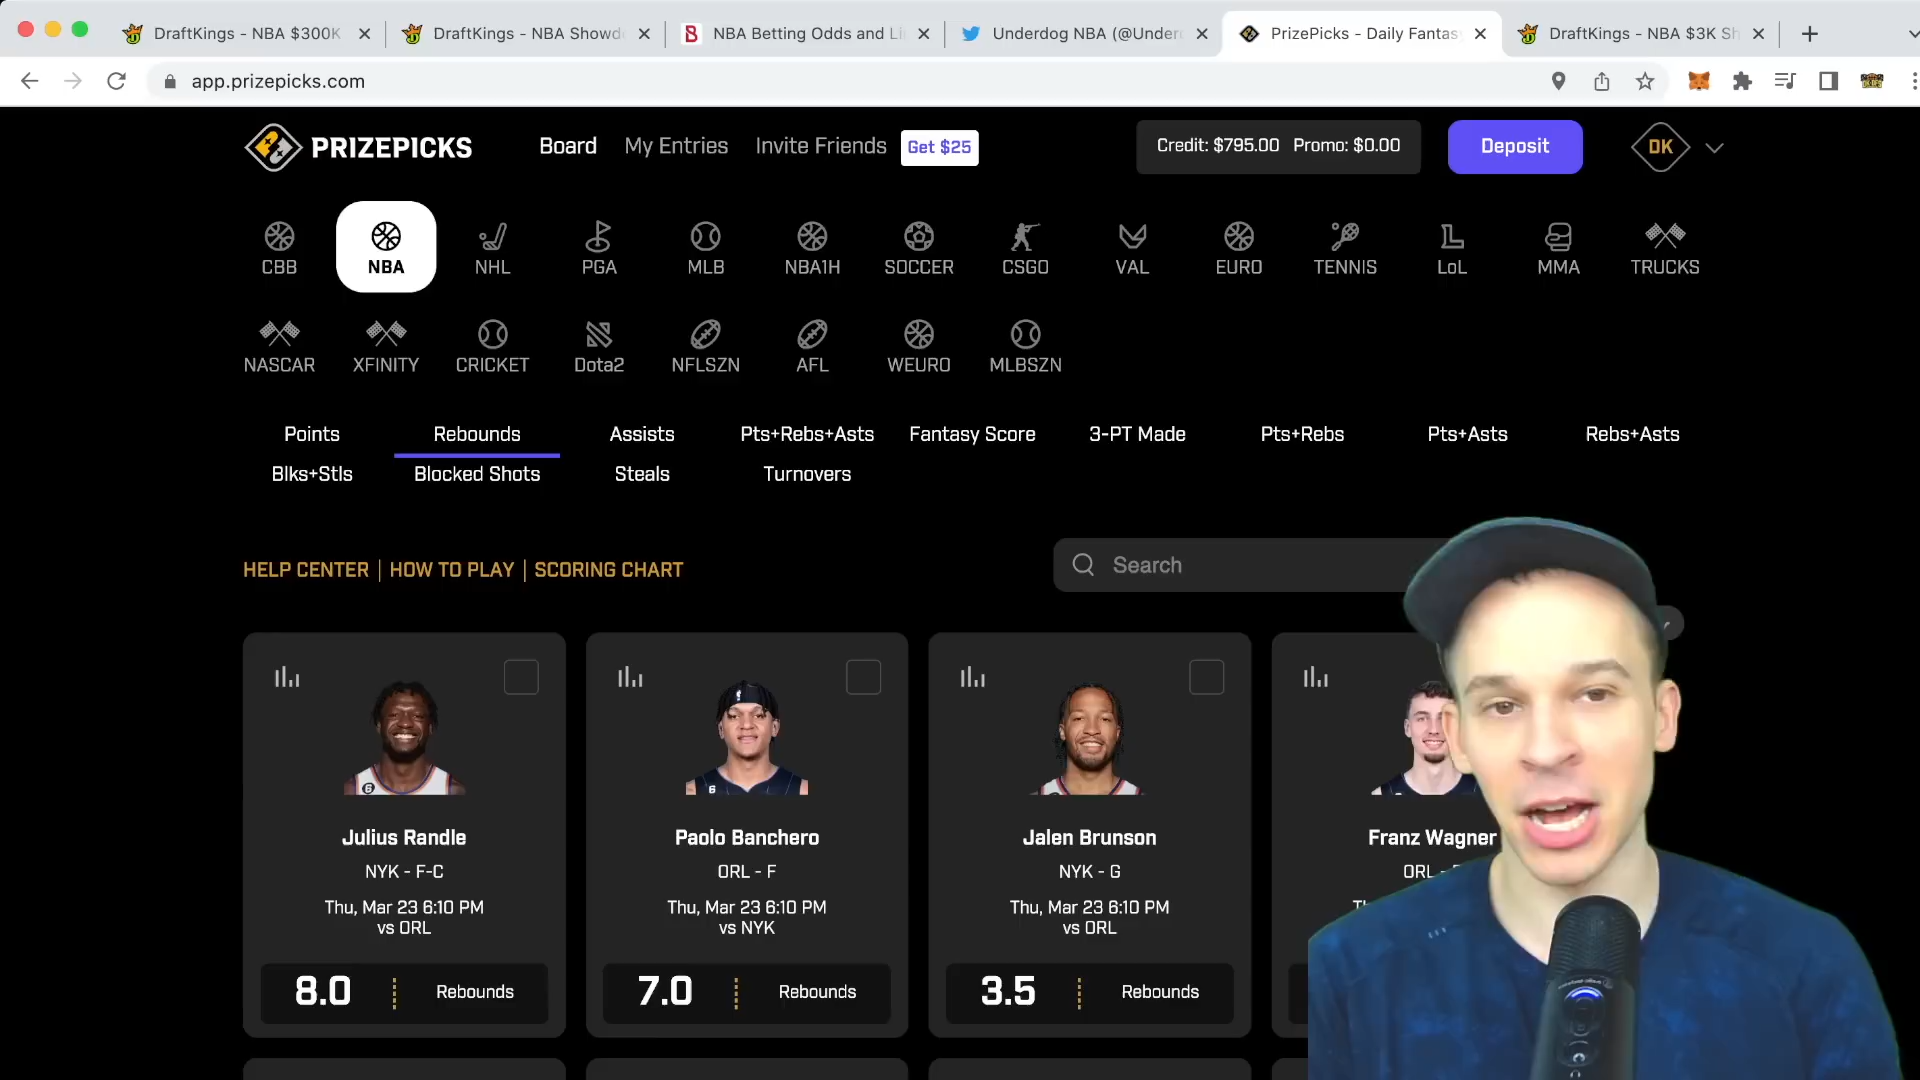 DraftKings - NBA $300K
DraftKings - NBA Showd
NBA Betting Odds and Li
Underdog NBA (@Under
PrizePicks - Daily Fantas
DraftKings - NBA $3K Sh
app.prizepicks.com
PRIZEPICKS
Board
My Entries
Invite Friends
Get $25
Credit: $795.00 Promo: $0.00
Deposit
DK
CBB
NBA
NHL
PGA
MLB
NBA1H
SOCCER
CSGO
VAL
EURO
TENNIS
LoL
MMA
TRUCKS
NASCAR
XFINITY
CRICKET
Dota2
NFLSZN
AFL
WEURO
MLBSZN
Points
Rebounds
Assists
Pts+Rebs+Asts
Fantasy Score
3-PT Made
Pts+Rebs
Pts+Asts
Rebs+Asts
Blks+Stls
Blocked Shots
Steals
Turnovers
HELP CENTER | HOW TO PLAY | SCORING CHART
Search
Julius Randle
NYK - F-C
Thu, Mar 23 6:10 PM
vs ORL
8.0
Rebounds
Paolo Banchero
ORL - F
Thu, Mar 23 6:10 PM
vs NYK
7.0
Rebounds
Jalen Brunson
NYK - G
Thu, Mar 23 6:10 PM
vs ORL
3.5
Rebounds
Franz Wagner
ORL -